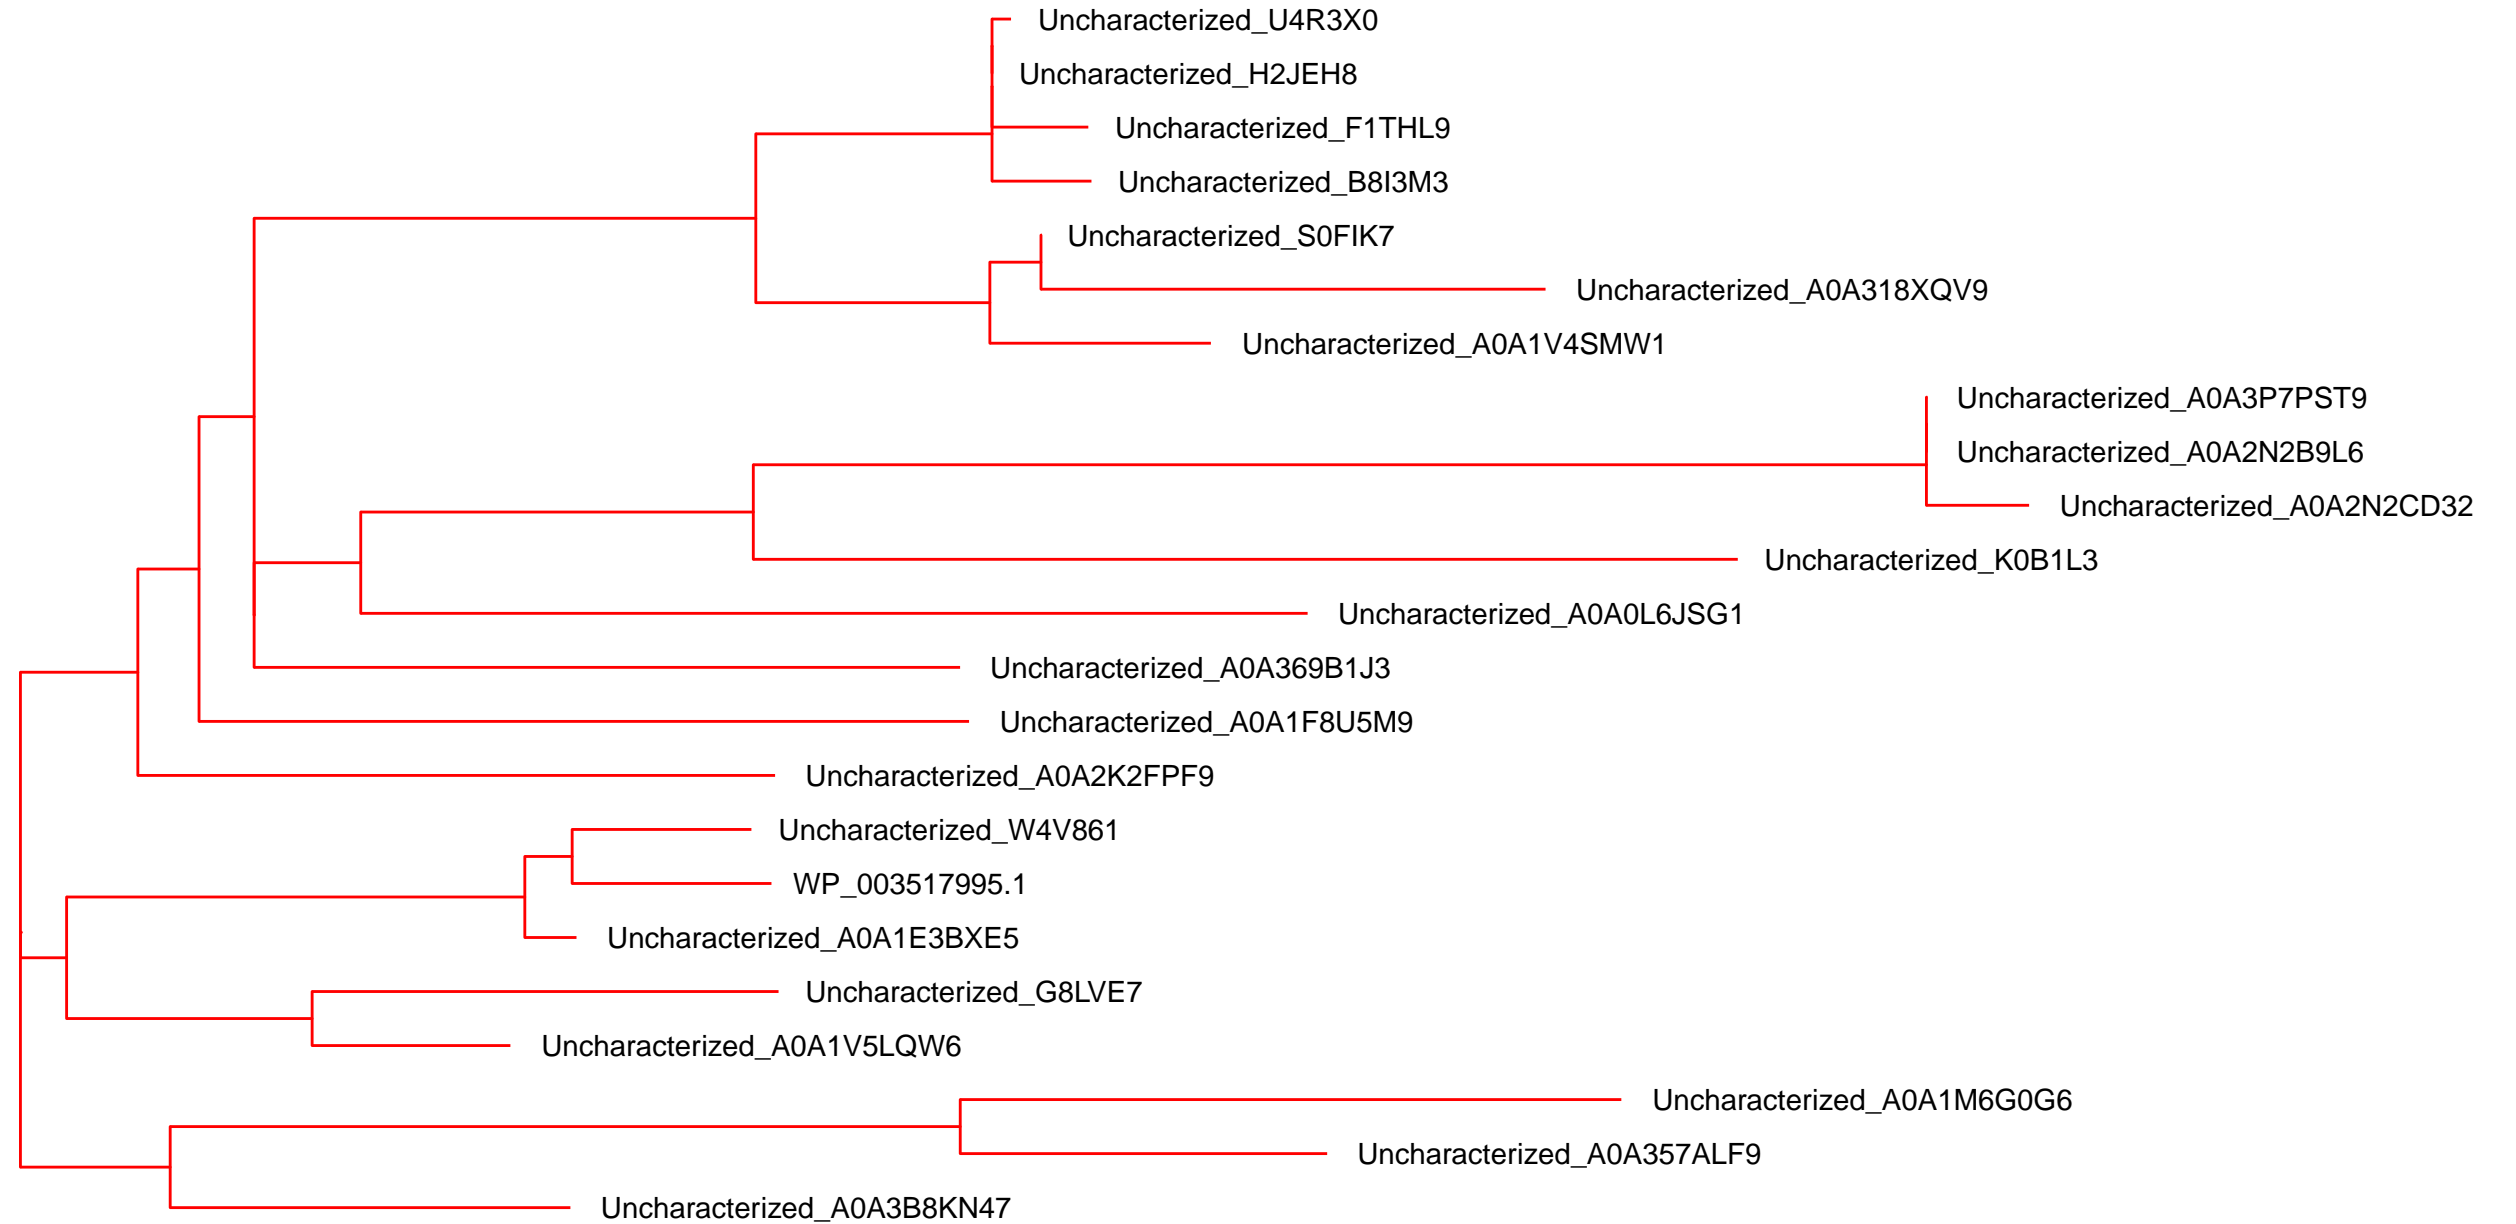 Uncharacterized_U4R3X0
Uncharacterized_H2JEH8
Uncharacterized_F1THL9
Uncharacterized_B8I3M3
Uncharacterized_S0FIK7
Uncharacterized_A0A318XQV9
Uncharacterized_A0A1V4SMW1
Uncharacterized_A0A3P7PST9
Uncharacterized_A0A2N2B9L6
Uncharacterized_A0A2N2CD32
Uncharacterized_K0B1L3
Uncharacterized_A0A0L6JSG1
Uncharacterized_A0A369B1J3
Uncharacterized_A0A1F8U5M9
Uncharacterized_A0A2K2FPF9
Uncharacterized_W4V861
WP_003517995.1
Uncharacterized_A0A1E3BXE5
Uncharacterized_G8LVE7
Uncharacterized_A0A1V5LQW6
Uncharacterized_A0A1M6G0G6
Uncharacterized_A0A357ALF9
Uncharacterized_A0A3B8KN47